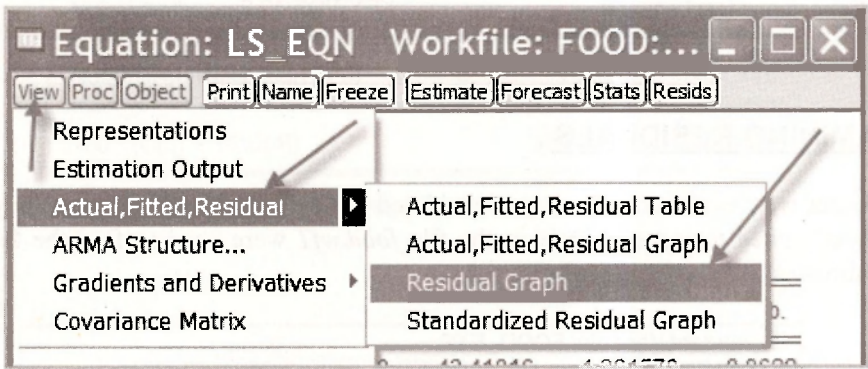 Equation: LS_EQN Workfile: FOOD:...
View Proc Object Print Name Freeze Estimate Forecast Stats Resids
Representations
Estimation Output
Actual,Fitted,Residual
Actual,Fitted,Residual Table
ARMA Structure...
Actual,Fitted,Residual Graph
Gradients and Derivatives
Residual Graph
Covariance Matrix
Standardized Residual Graph